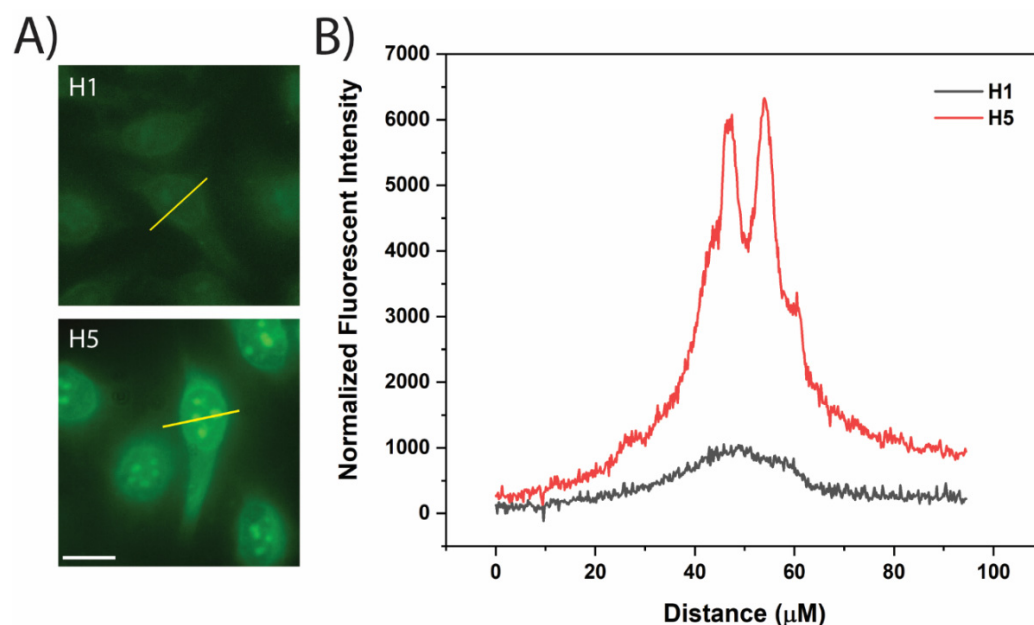 A)
H1
H5
B)
7000
6000
5000
4000
3000
2000
1000
0
Normalized Fluorescent Intensity
H1
H5
0 20 40 60 80 100
Distance (μM)